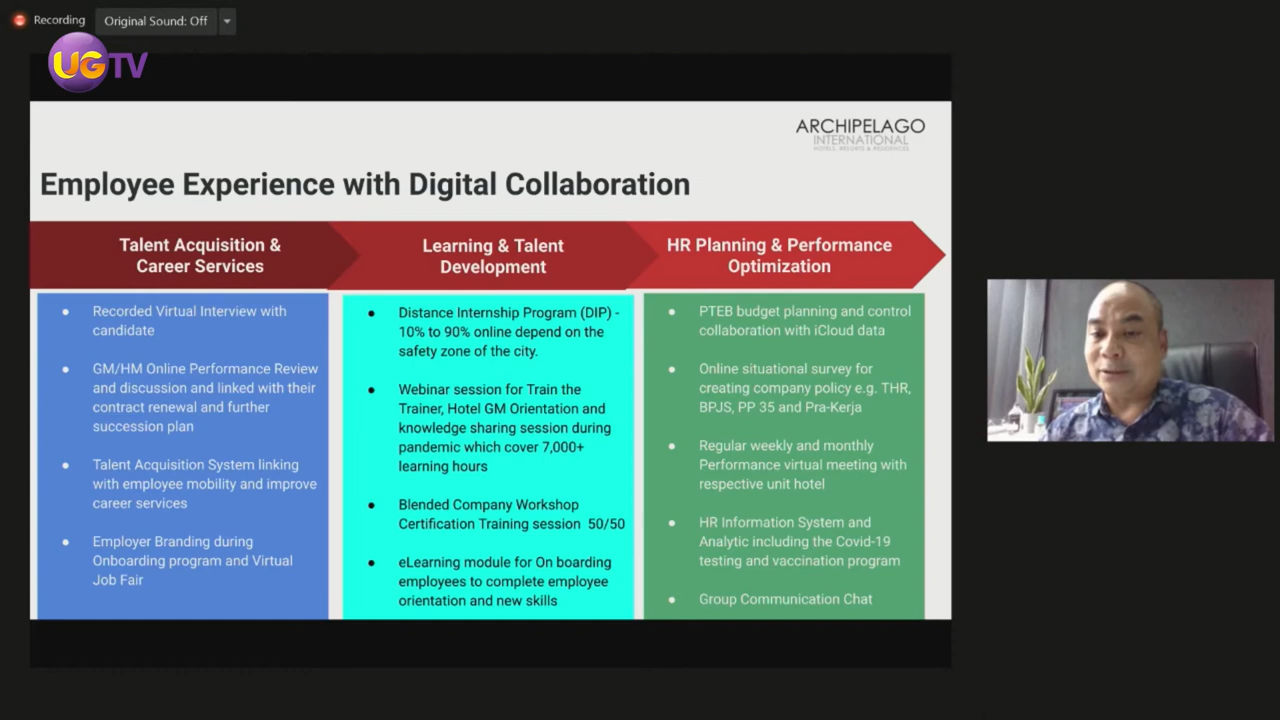 Recording
Original Sound: Off
UGTV
ARCHIPELAGO
INTERNATIONAL
HOTELS, RESORTS & RESIDENCES
Employee Experience with Digital Collaboration
Talent Acquisition &
Career Services
Learning & Talent
Development
HR Planning & Performance
Optimization
● Recorded Virtual Interview with
candidate
● GM/HM Online Performance Review
and discussion and linked with their
contract renewal and further
succession plan
● Talent Acquisition System linking
with employee mobility and improve
career services
● Employer Branding during
Onboarding program and Virtual
Job Fair
● Distance Internship Program (DIP) -
10% to 90% online depend on the
safety zone of the city.
● Webinar session for Train the
Trainer, Hotel GM Orientation and
knowledge sharing session during
pandemic which cover 7,000+
learning hours
● Blended Company Workshop
Certification Training session 50/50
● eLearning module for On boarding
employees to complete employee
orientation and new skills
● PTEB budget planning and control
collaboration with iCloud data
● Online situational survey for
creating company policy e.g. THR,
BPJS, PP 35 and Pra-Kerja
● Regular weekly and monthly
Performance virtual meeting with
respective unit hotel
● HR Information System and
Analytic including the Covid-19
testing and vaccination program
● Group Communication Chat